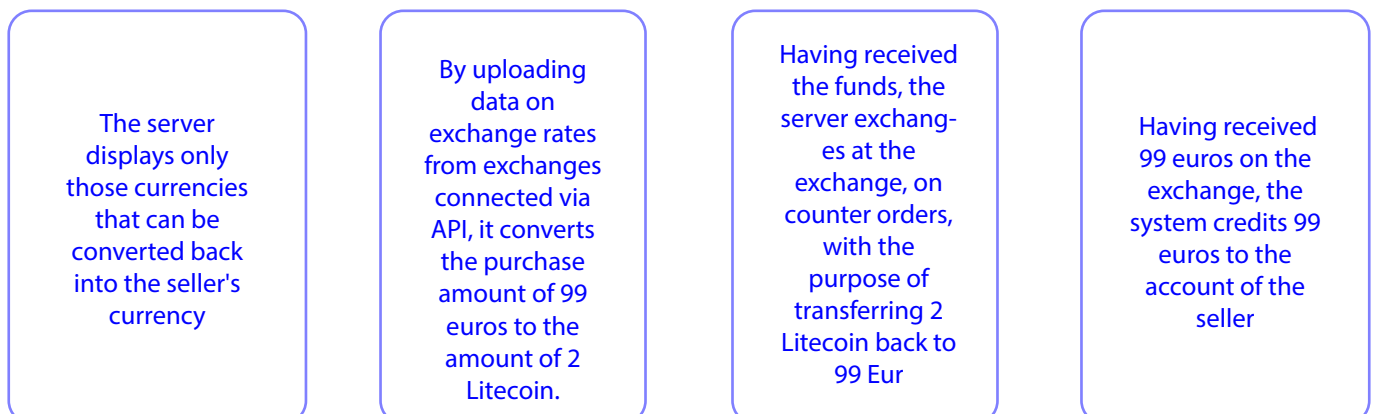 The server
displays only
those currencies
that can be
converted back
into the seller's
currency
By uploading
data on
exchange rates
from exchanges
connected via
API, it converts
the purchase
amount of 99
euros to the
amount of 2
Litecoin.
Having received
the funds, the
server exchang-
es at the
exchange, on
counter orders,
with the
purpose of
transferring 2
Litecoin back to
99 Eur
Having received
99 euros on the
exchange, the
system credits 99
euros to the
account of the
seller